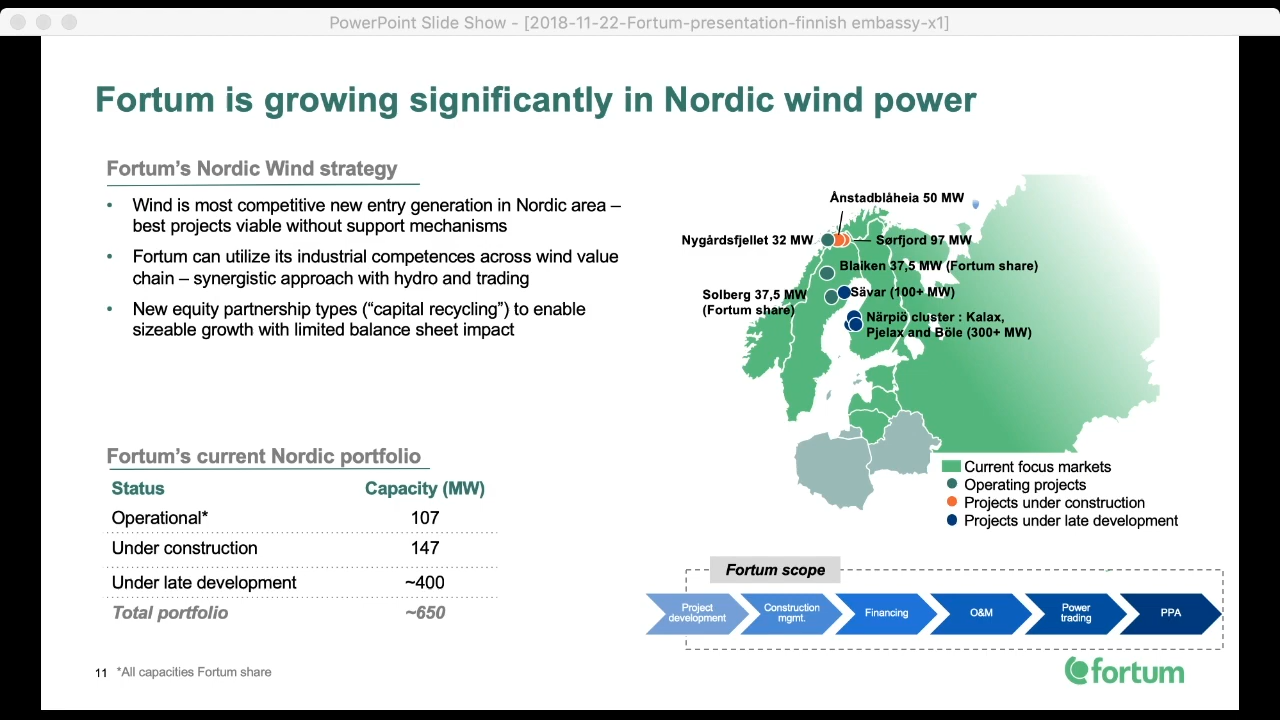 PowerPoint Slide Show - [2018-11-22-Fortum-presentation-finnish embassy-x1]
Fortum is growing significantly in Nordic wind power
Fortum's Nordic Wind strategy
• Wind is most competitive new entry generation in Nordic area –
best projects viable without support mechanisms
• Fortum can utilize its industrial competences across wind value
chain – synergistic approach with hydro and trading
• New equity partnership types ("capital recycling") to enable
sizeable growth with limited balance sheet impact
Fortum's current Nordic portfolio
Status Capacity (MW)
Operational* 107
Under construction 147
Under late development ~400
Total portfolio ~650
Ånstadblåheia 50 MW
Nygårdsfjellet 32 MW
Sørfjord 97 MW
Blaiken 37,5 MW (Fortum share)
Solberg 37,5 MW
(Fortum share)
Sävar (100+ MW)
Närpiö cluster : Kalax,
Pjelax and Böle (300+ MW)
Current focus markets
Operating projects
Projects under construction
Projects under late development
Fortum scope
Project
development
Construction
mgmt.
Financing
O&M
Power
trading
PPA
11 *All capacities Fortum share
fortum